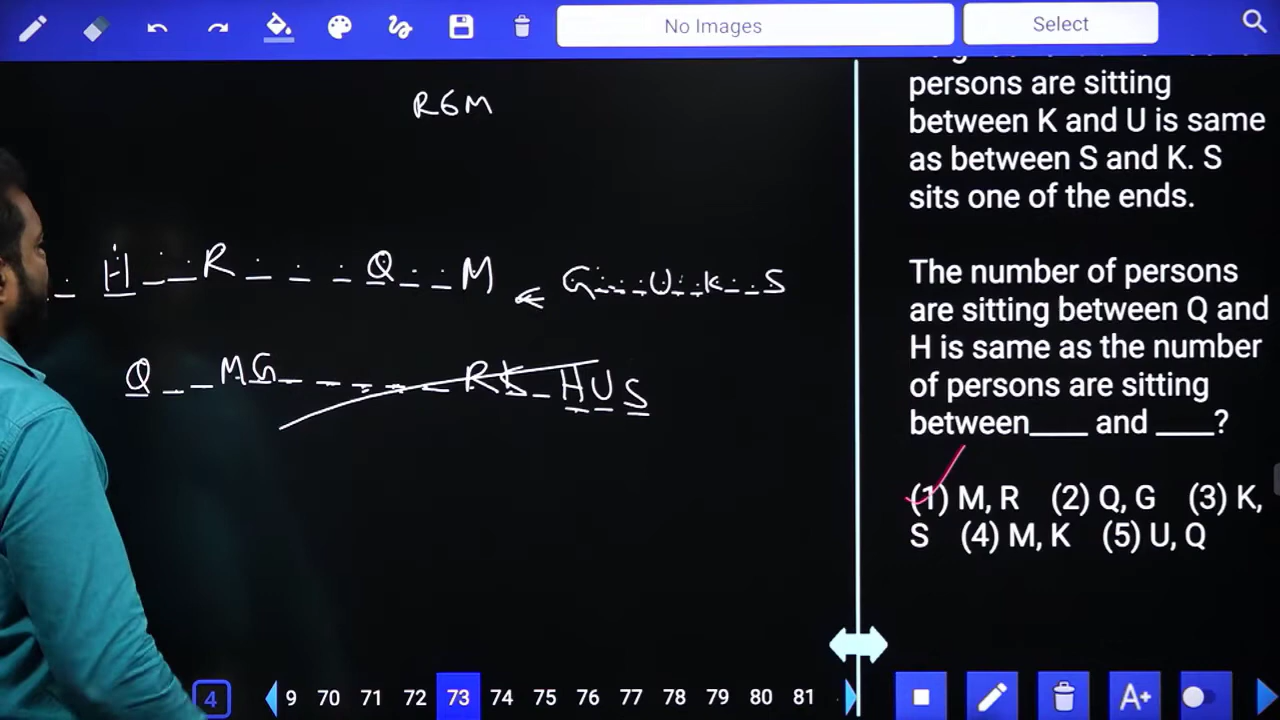 No Images
Select
persons are sitting
between K and U is same
as between S and K. S
sits one of the ends.
The number of persons
are sitting between Q and
H is same as the number
of persons are sitting
between____ and ____?
(1) M, R (2) Q, G (3) K,
S (4) M, K (5) U, Q
RGM
_ H _ _ R _ _ _ _ Q _ _ M
G _ _ _ U _ _ K _ _ S
Q _ _ M G _ _ _ _ _ _ R K _ H U S
4
9 70 71 72 73 74 75 76 77 78 79 80 81
A+